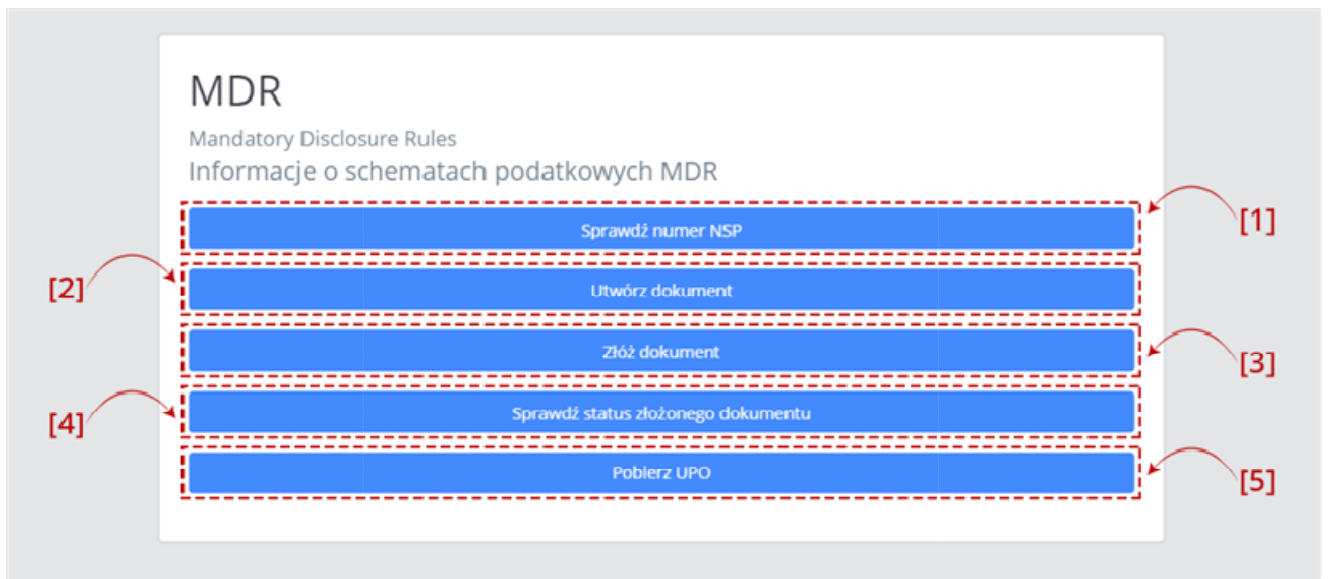 MDR
Mandatory Disclosure Rules
Informacje o schematach podatkowych MDR
Sprawdź numer NSP
[1]
[2]
Utwórz dokument
Złóż dokument
[3]
[4]
Sprawdź status złożonego dokumentu
Pobierz UPO
[5]